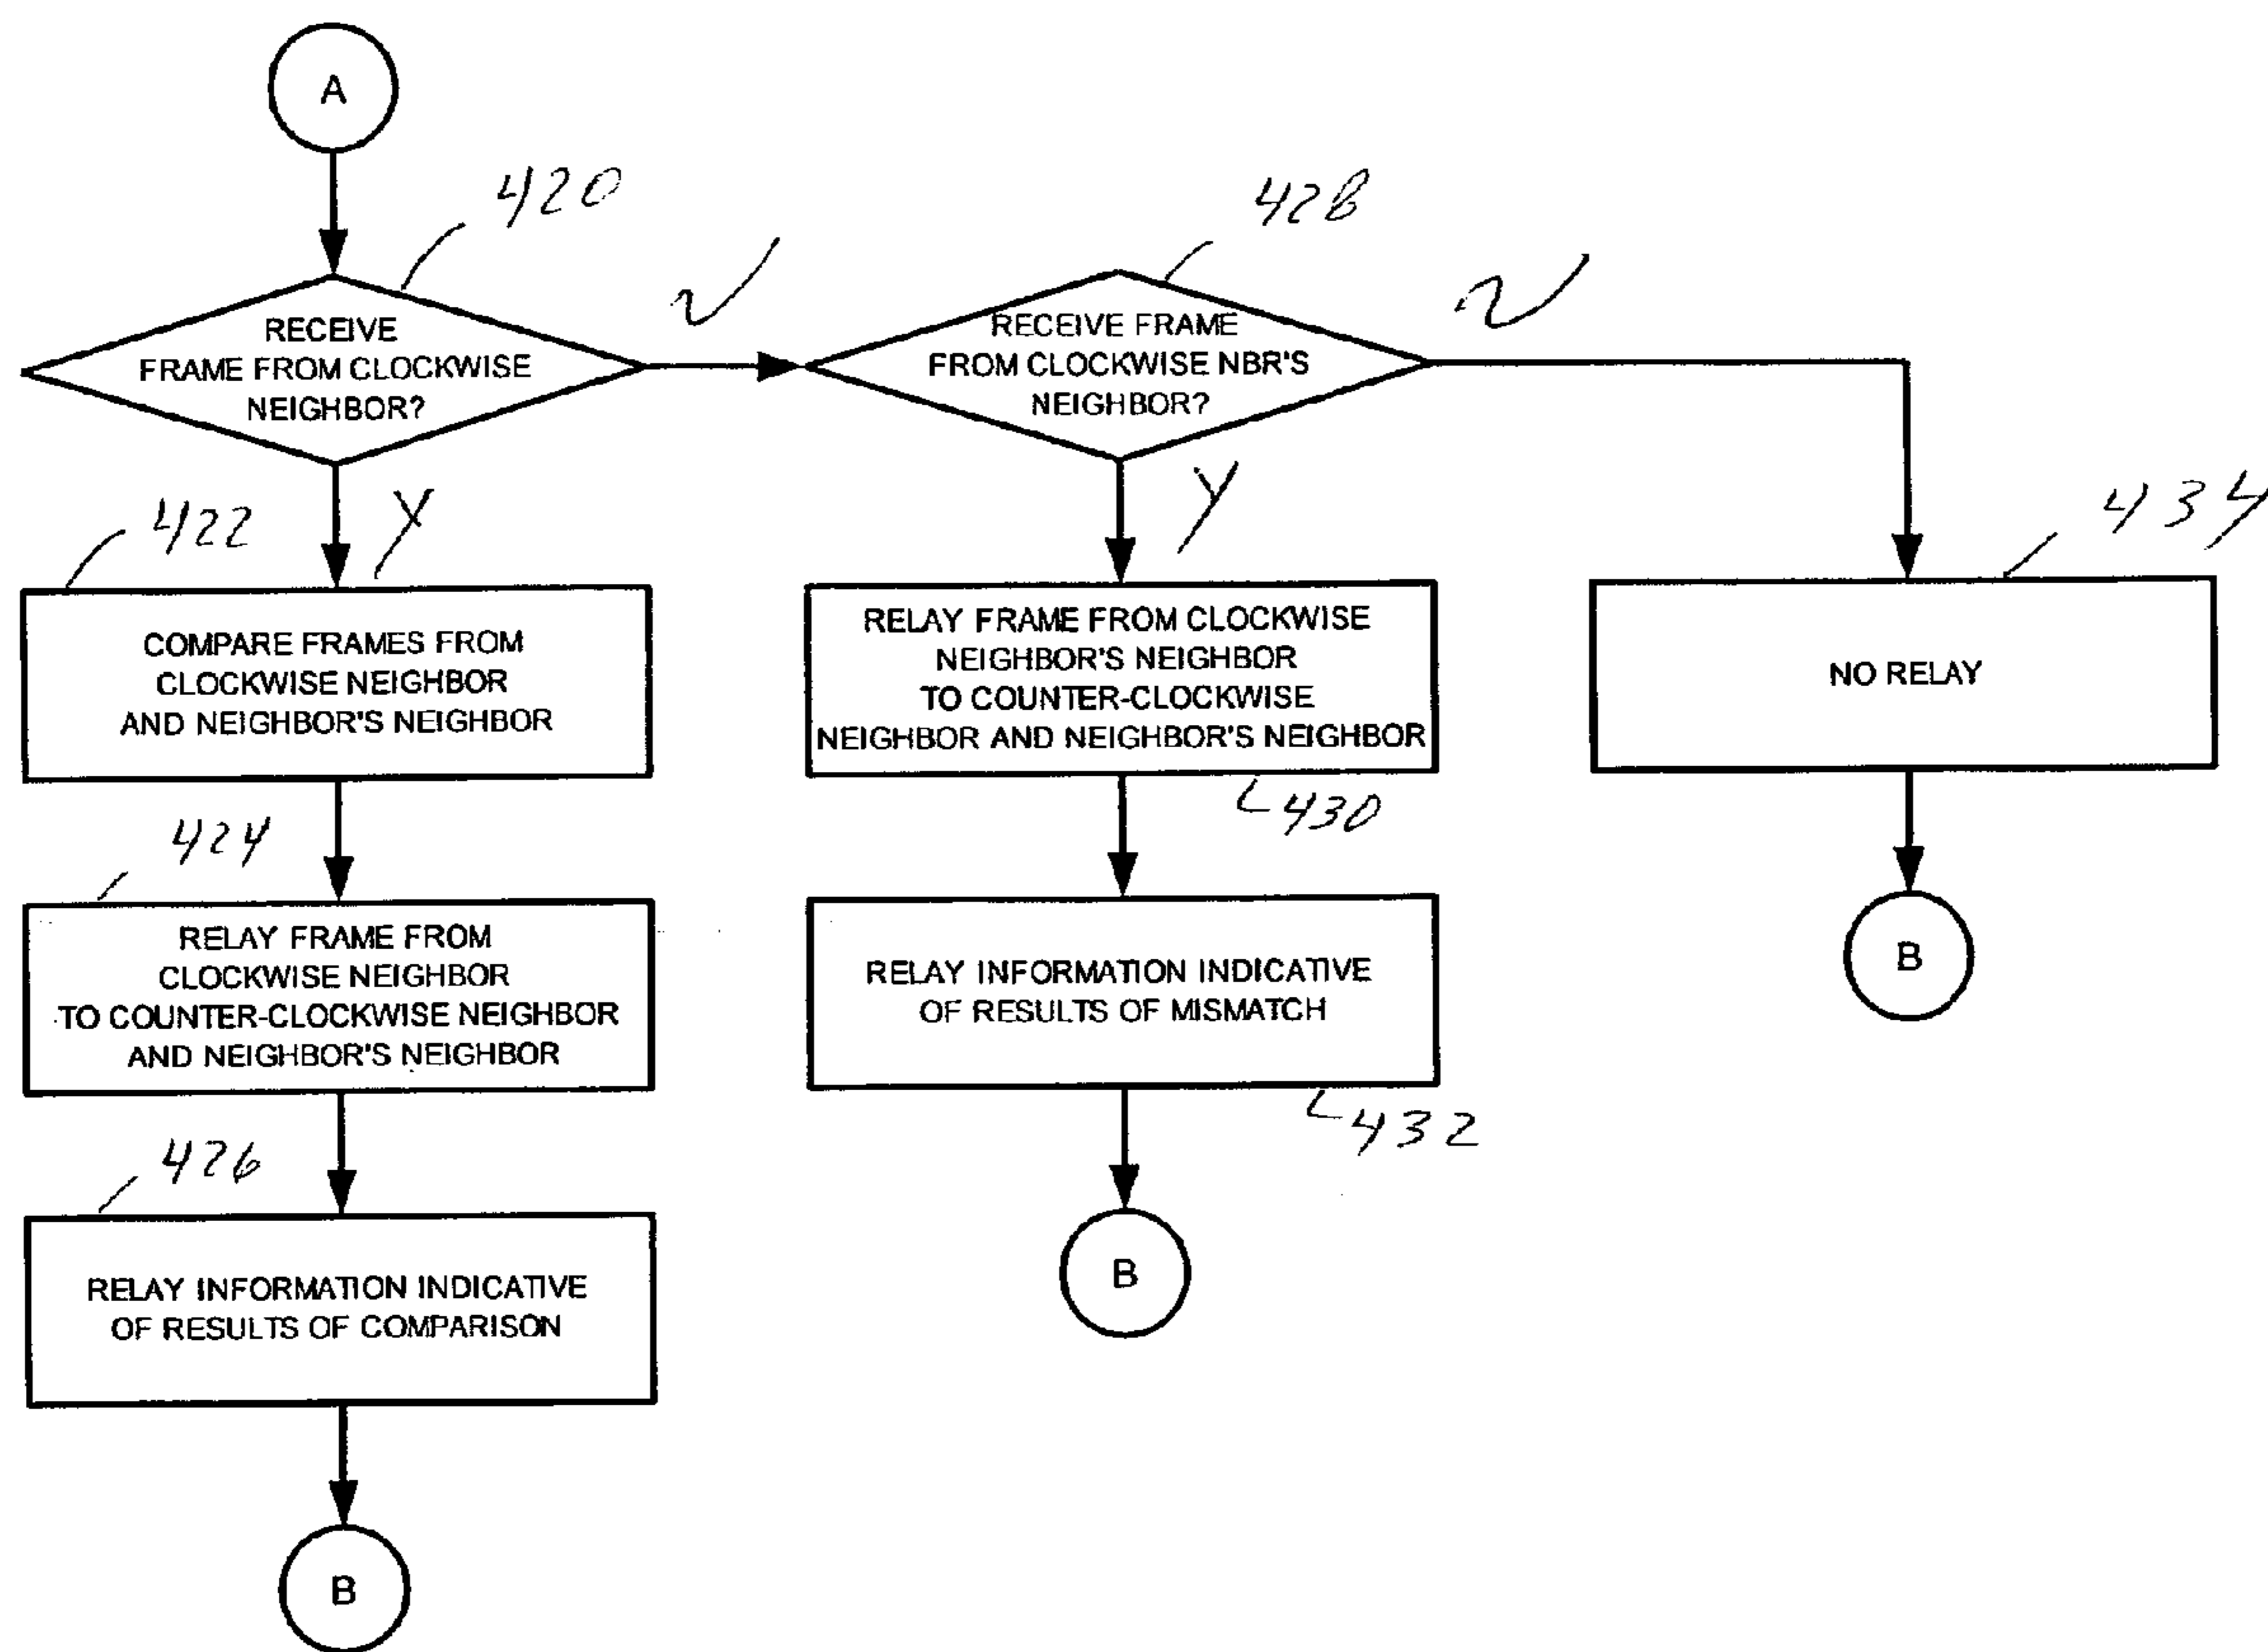 A
420
428
N
N
RECEIVE
FRAME FROM CLOCKWISE
NEIGHBOR?
RECEIVE FRAME
FROM CLOCKWISE NBR'S
NEIGHBOR?
Y
Y
422
434
COMPARE FRAMES FROM
CLOCKWISE NEIGHBOR
AND NEIGHBOR'S NEIGHBOR
RELAY FRAME FROM CLOCKWISE
NEIGHBOR'S NEIGHBOR
TO COUNTER-CLOCKWISE
NEIGHBOR AND NEIGHBOR'S NEIGHBOR
NO RELAY
430
424
RELAY FRAME FROM
CLOCKWISE NEIGHBOR
TO COUNTER-CLOCKWISE NEIGHBOR
AND NEIGHBOR'S NEIGHBOR
RELAY INFORMATION INDICATIVE
OF RESULTS OF MISMATCH
B
432
426
RELAY INFORMATION INDICATIVE
OF RESULTS OF COMPARISON
B
B